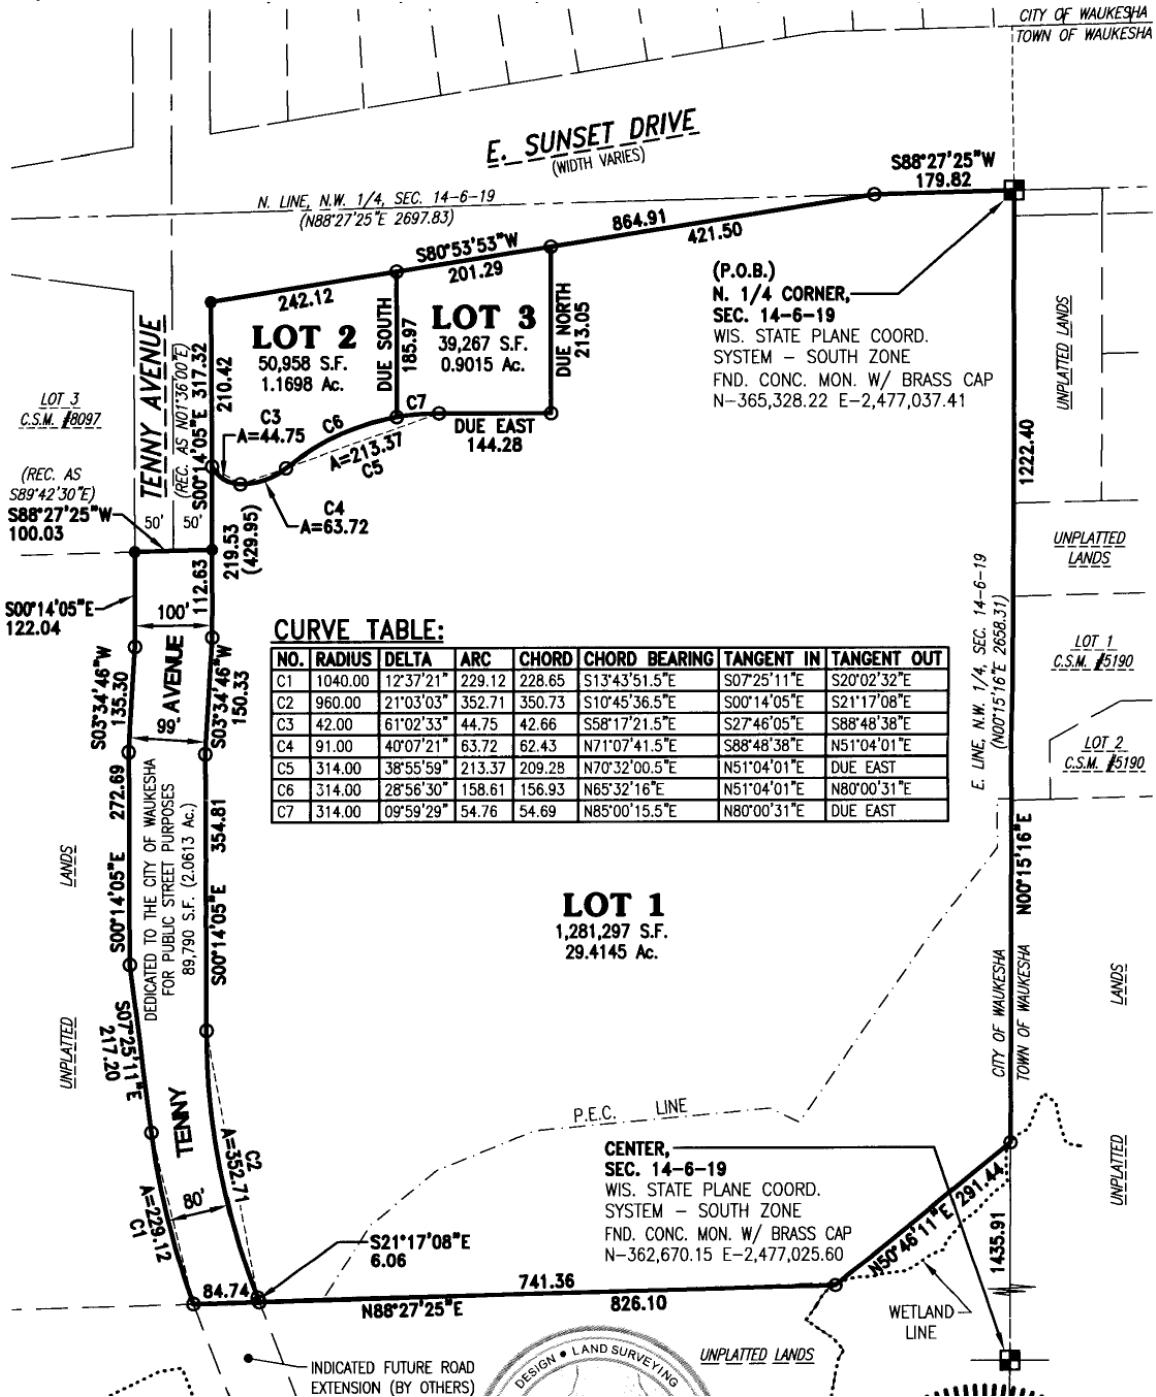 CITY OF WAUKESHA
TOWN OF WAUKESHA
E. SUNSET DRIVE
(WIDTH VARIES)
S88°27'25"W
179.82
N. LINE, N.W. 1/4, SEC. 14-6-19
(N88°27'25"E 2697.83)
864.91
421.50
S80°53'53"W
201.29
242.12
(P.O.B.)
N. 1/4 CORNER,
SEC. 14-6-19
WIS. STATE PLANE COORD.
SYSTEM – SOUTH ZONE
FND. CONC. MON. W/ BRASS CAP
N-365,328.22 E-2,477,037.41
LOT 2
50,958 S.F.
1.1698 Ac.
DUE SOUTH
185.97
LOT 3
39,267 S.F.
0.9015 Ac.
DUE NORTH
213.05
UNPLATTED LANDS
TENNY AVENUE
(REC. AS N01°36'00"E)
S00°14'05"E 317.32
210.42
LOT 3
C.S.M. #8097
C3
A=44.75
C6
C7
DUE EAST
144.28
A=213.37
C5
C4
A=63.72
1222.40
(REC. AS
S89°42'30"E)
S88°27'25"W
100.03
50'
50'
219.53
(429.95)
UNPLATTED
LANDS
112.63
S00°14'05"E
122.04
100'
E. LINE, N.W. 1/4, SEC. 14-6-19
(N00°15'16"E 2658.31)
LOT 1
C.S.M. #5190
LOT 2
C.S.M. #5190
CURVE TABLE:
NO. RADIUS DELTA ARC CHORD CHORD BEARING TANGENT IN TANGENT OUT
C1 1040.00 12°37'21" 229.12 228.65 S13°43'51.5"E S07°25'11"E S20°02'32"E
C2 960.00 21°03'03" 352.71 350.73 S10°45'36.5"E S00°14'05"E S21°17'08"E
C3 42.00 61°02'33" 44.75 42.66 S58°17'21.5"E S27°46'05"E S88°48'38"E
C4 91.00 40°07'21" 63.72 62.43 N71°07'41.5"E S88°48'38"E N51°04'01"E
C5 314.00 38°55'59" 213.37 209.28 N70°32'00.5"E N51°04'01"E DUE EAST
C6 314.00 28°56'30" 158.61 156.93 N65°32'16"E N51°04'01"E N80°00'31"E
C7 314.00 09°59'29" 54.76 54.69 N85°00'15.5"E N80°00'31"E DUE EAST
S03°34'46"W
135.30
AVENUE
S03°34'46"W
150.33
99'
272.69
S00°14'05"E
DEDICATED TO THE CITY OF WAUKESHA
FOR PUBLIC STREET PURPOSES
89,790 S.F. (2.0613 Ac.)
354.81
S00°14'05"E
LANDS
UNPLATTED
N00°15'16"E
LOT 1
1,281,297 S.F.
29.4145 Ac.
CITY OF WAUKESHA
TOWN OF WAUKESHA
LANDS
UNPLATTED
S07°25'11"E
217.20
TENNY
P.E.C. LINE
C2
A=352.71
A=229.12
C1
80'
CENTER,
SEC. 14-6-19
WIS. STATE PLANE COORD.
SYSTEM – SOUTH ZONE
FND. CONC. MON. W/ BRASS CAP
N-362,670.15 E-2,477,025.60
S21°17'08"E
6.06
N50°46'11"E 291.44
1435.91
84.74
741.36
N88°27'25"E
826.10
WETLAND
LINE
UNPLATTED LANDS
INDICATED FUTURE ROAD
EXTENSION (BY OTHERS)
DESIGN • LAND SURVEYING